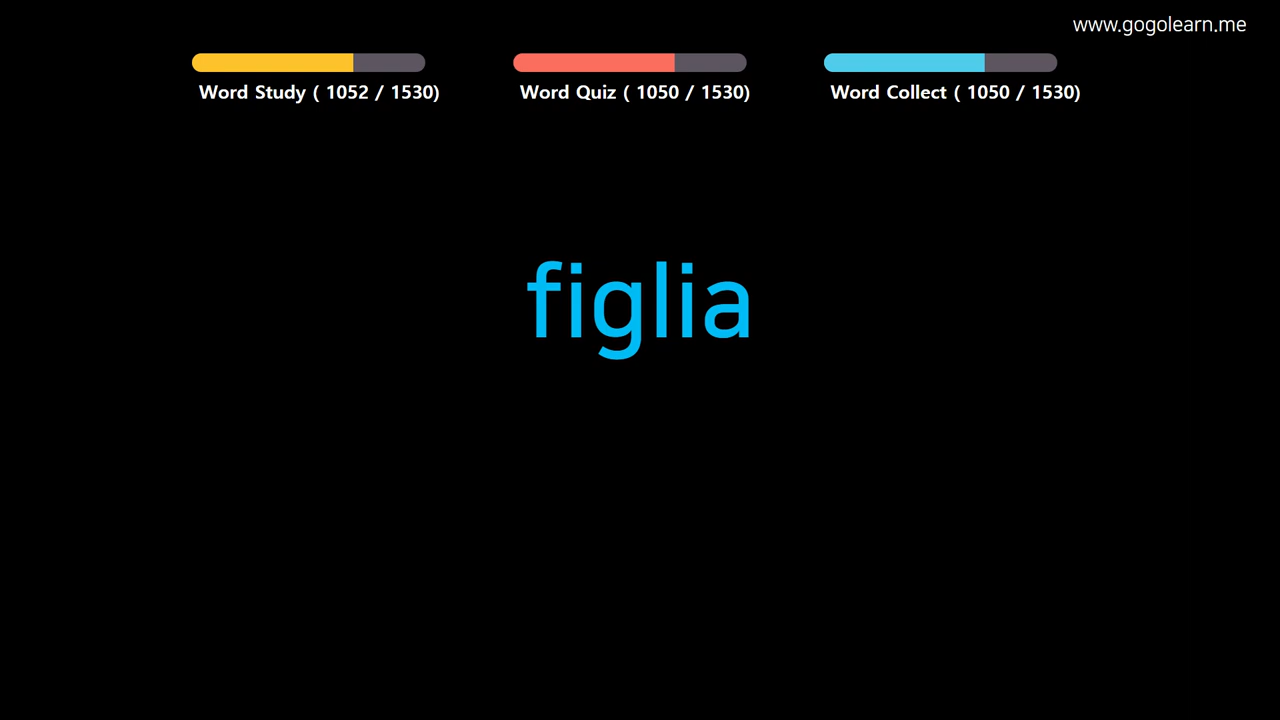 www.gogolearn.me
Word Study ( 1052 / 1530)
Word Quiz ( 1050 / 1530)
Word Collect ( 1050 / 1530)
figlia